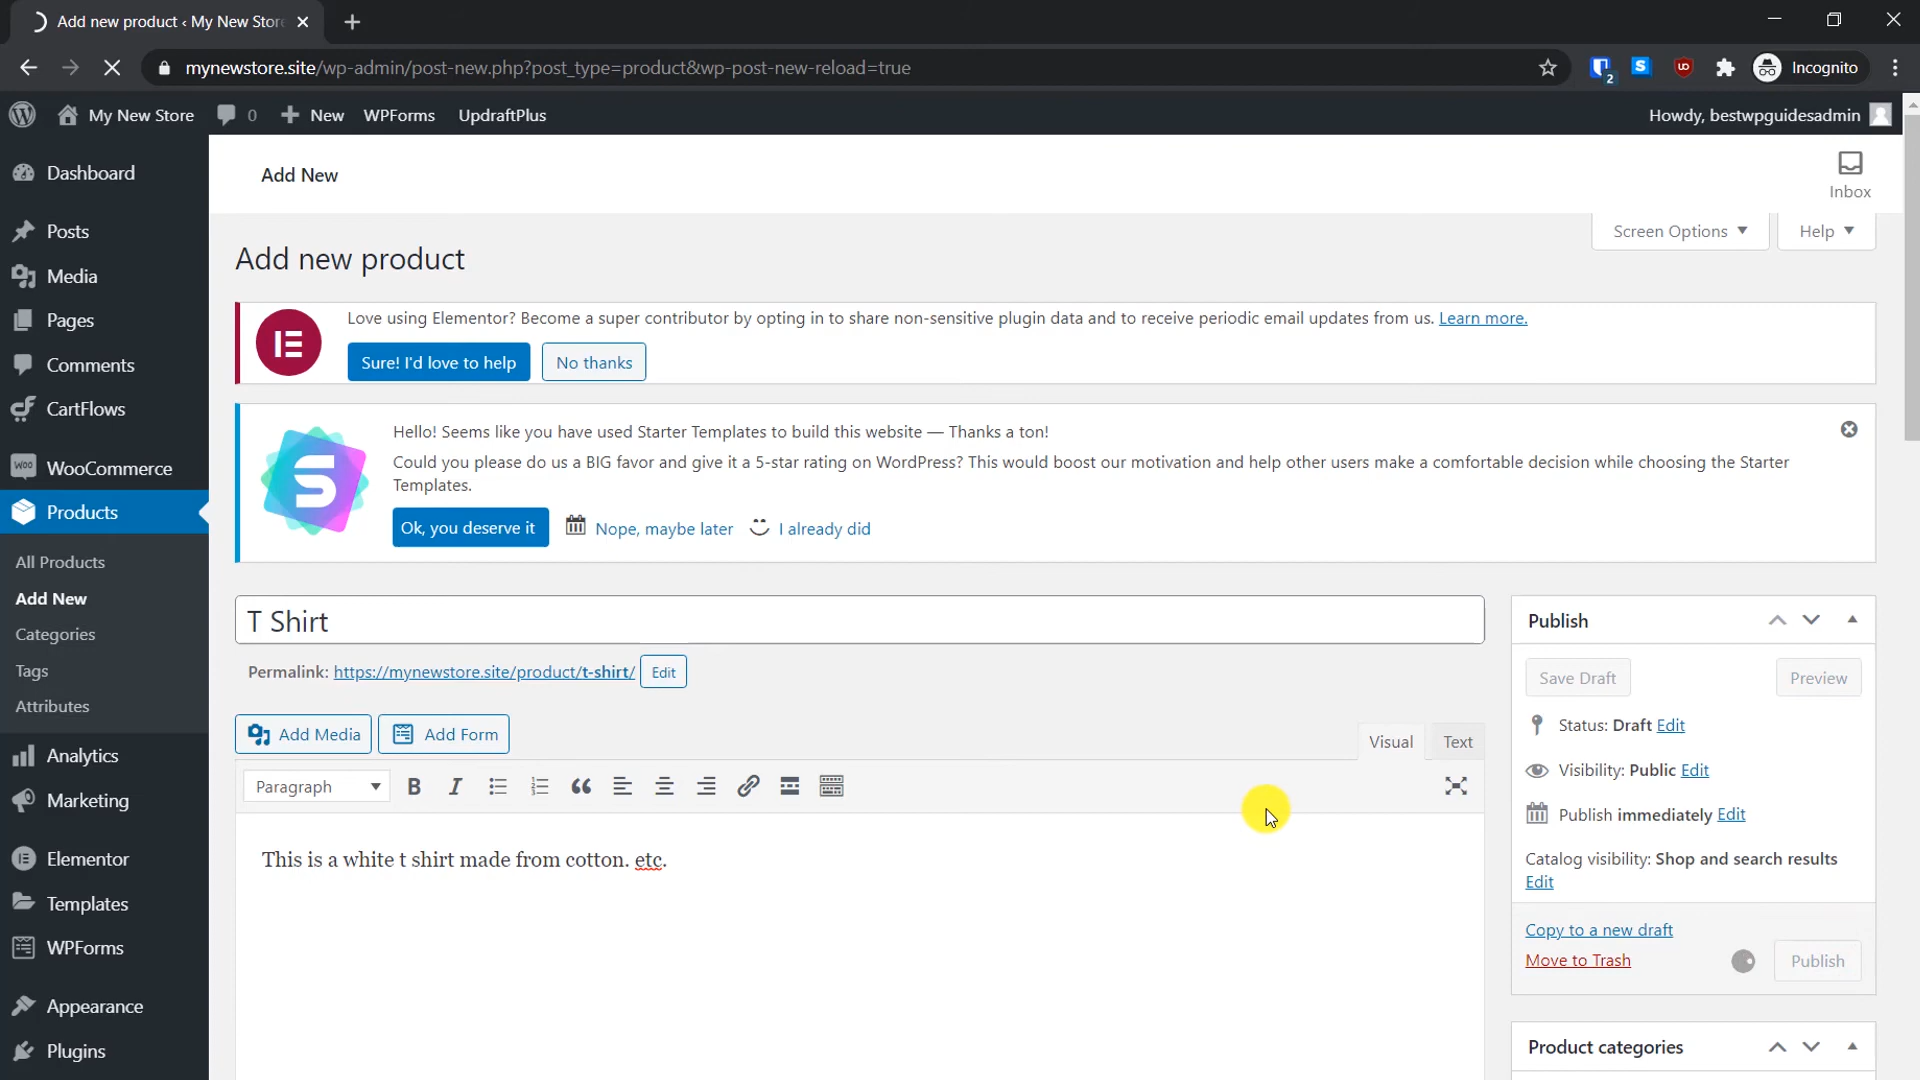 Add new product ‹ My New Stor
mynewstore.site/wp-admin/post-new.php?post_type=product&wp-post-new-reload=true
2
Incognito
My New Store
0
New
WPForms
UpdraftPlus
Howdy, bestwpguidesadmin
Dashboard
Posts
Media
Pages
Comments
CartFlows
WooCommerce
Products
All Products
Add New
Categories
Tags
Attributes
Analytics
Marketing
Elementor
Templates
WPForms
Appearance
Plugins
Add New
Inbox
Screen Options
Help
Add new product
Love using Elementor? Become a super contributor by opting in to share non-sensitive plugin data and to receive periodic email updates from us. Learn more.
Sure! I'd love to help
No thanks
Hello! Seems like you have used Starter Templates to build this website — Thanks a ton!
Could you please do us a BIG favor and give it a 5-star rating on WordPress? This would boost our motivation and help other users make a comfortable decision while choosing the Starter
Templates.
Ok, you deserve it
Nope, maybe later
I already did
T Shirt
Permalink: https://mynewstore.site/product/t-shirt/ Edit
Add Media
Add Form
Visual
Text
Paragraph
This is a white t shirt made from cotton. etc.
Publish
Save Draft
Preview
Status: Draft Edit
Visibility: Public Edit
Publish immediately Edit
Catalog visibility: Shop and search results
Edit
Copy to a new draft
Move to Trash
Publish
Product categories